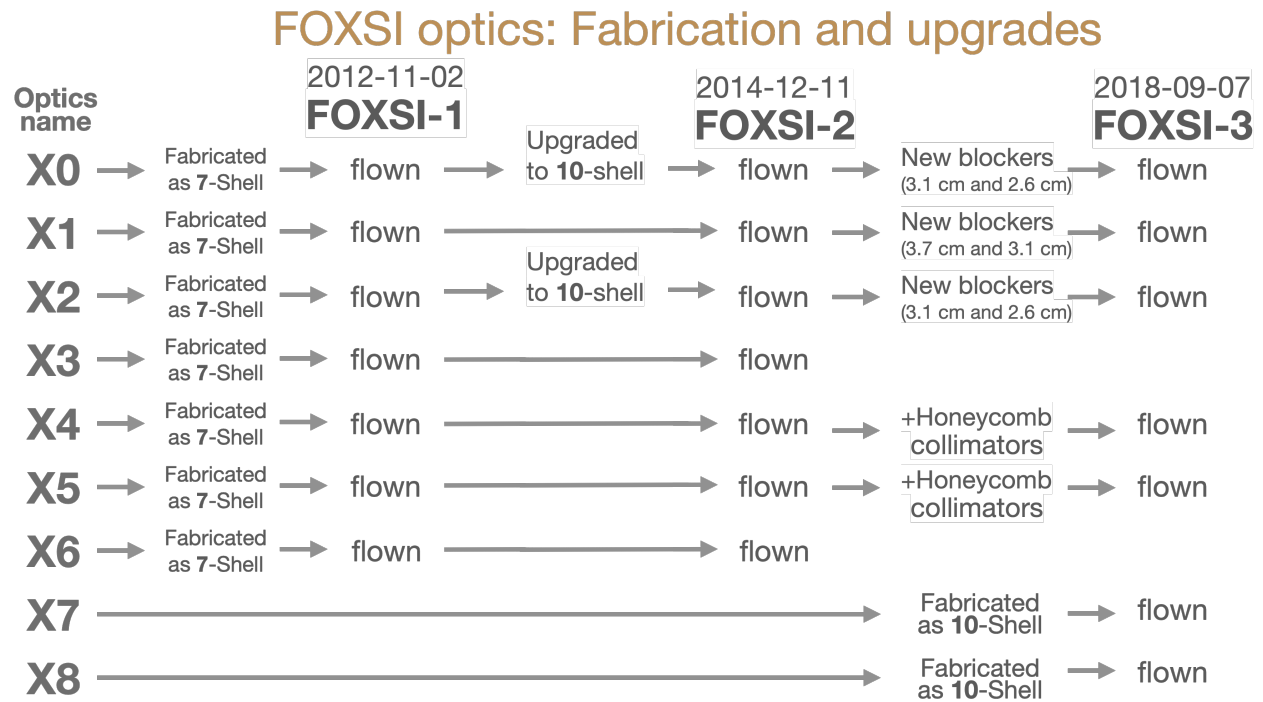 FOXSI optics: Fabrication and upgrades
Optics
name
2012-11-02
FOXSI-1
2014-12-11
FOXSI-2
2018-09-07
FOXSI-3
X0
Fabricated
as 7-Shell
flown
Upgraded
to 10-shell
flown
New blockers
(3.1 cm and 2.6 cm)
flown
X1
Fabricated
as 7-Shell
flown
flown
New blockers
(3.7 cm and 3.1 cm)
flown
X2
Fabricated
as 7-Shell
flown
Upgraded
to 10-shell
flown
New blockers
(3.1 cm and 2.6 cm)
flown
X3
Fabricated
as 7-Shell
flown
flown
X4
Fabricated
as 7-Shell
flown
flown
+Honeycomb
collimators
flown
X5
Fabricated
as 7-Shell
flown
flown
+Honeycomb
collimators
flown
X6
Fabricated
as 7-Shell
flown
flown
X7
Fabricated
as 10-Shell
flown
X8
Fabricated
as 10-Shell
flown